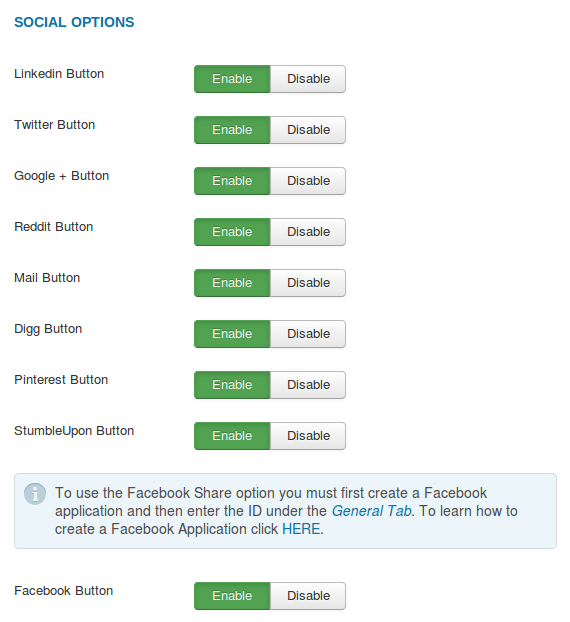 SOCIAL OPTIONS
Linkedin Button Enable Disable
Twitter Button Enable Disable
Google + Button Enable Disable
Reddit Button Enable Disable
Mail Button Enable Disable
Digg Button Enable Disable
Pinterest Button Enable Disable
StumbleUpon Button Enable Disable
To use the Facebook Share option you must first create a Facebook
application and then enter the ID under the General Tab. To learn how to
create a Facebook Application click HERE.
Facebook Button Enable Disable